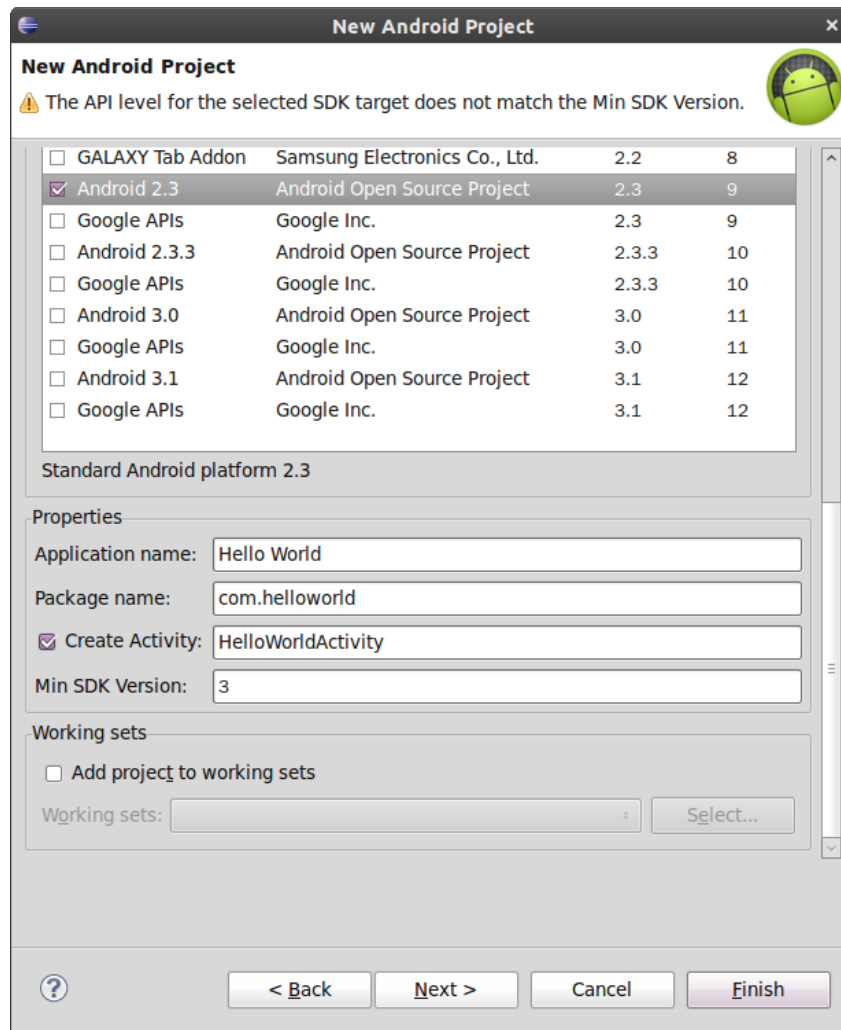 New Android Project
New Android Project
The API level for the selected SDK target does not match the Min SDK Version.
GALAXY Tab Addon Samsung Electronics Co., Ltd. 2.2 8
Android 2.3 Android Open Source Project 2.3 9
Google APIs Google Inc. 2.3 9
Android 2.3.3 Android Open Source Project 2.3.3 10
Google APIs Google Inc. 2.3.3 10
Android 3.0 Android Open Source Project 3.0 11
Google APIs Google Inc. 3.0 11
Android 3.1 Android Open Source Project 3.1 12
Google APIs Google Inc. 3.1 12
Standard Android platform 2.3
Properties
Application name: Hello World
Package name: com.helloworld
Create Activity: HelloWorldActivity
Min SDK Version: 3
Working sets
Add project to working sets
Working sets: Select...
< Back Next > Cancel Finish